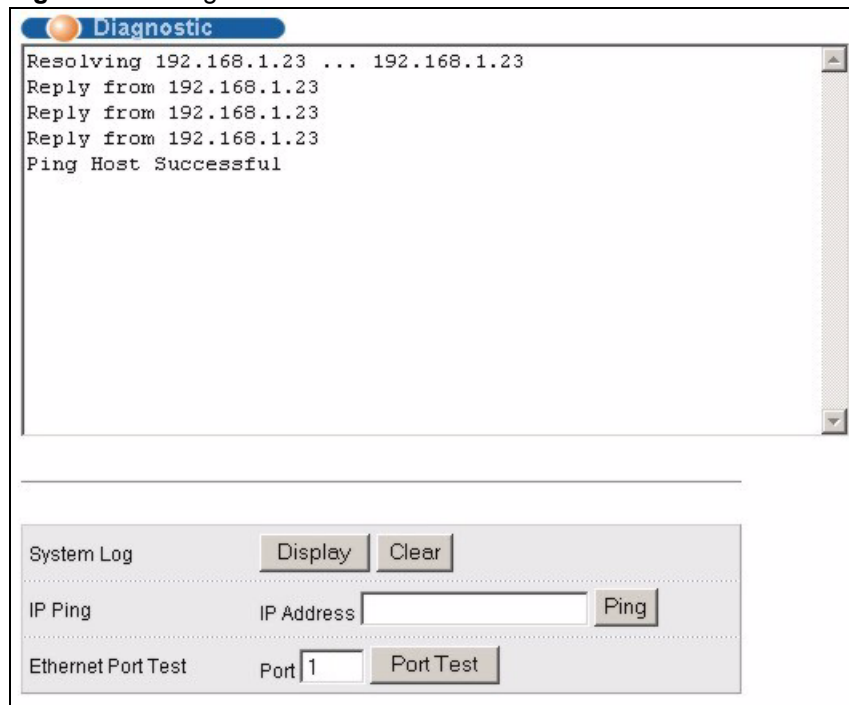 Diagnostic
Resolving 192.168.1.23 ... 192.168.1.23
Reply from 192.168.1.23
Reply from 192.168.1.23
Reply from 192.168.1.23
Ping Host Successful
System Log Display Clear
IP Ping IP Address Ping
Ethernet Port Test Port 1 Port Test